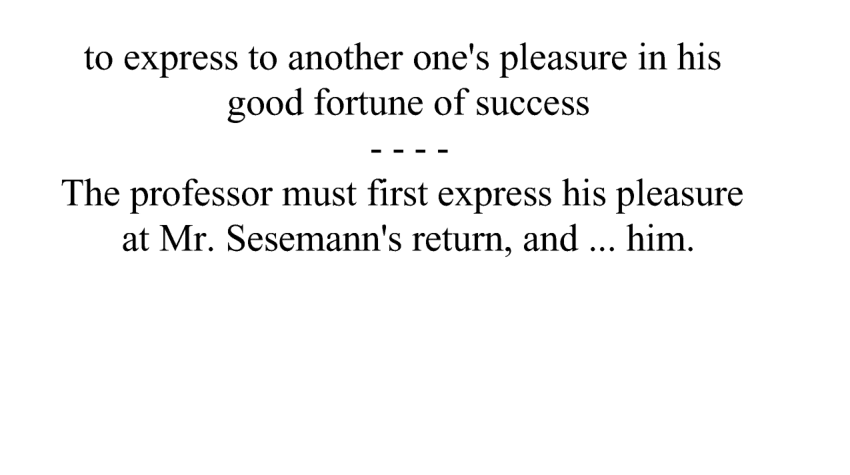 to express to another one's pleasure in his
good fortune of success
- - - -
The professor must first express his pleasure
at Mr. Sesemann's return, and ... him.